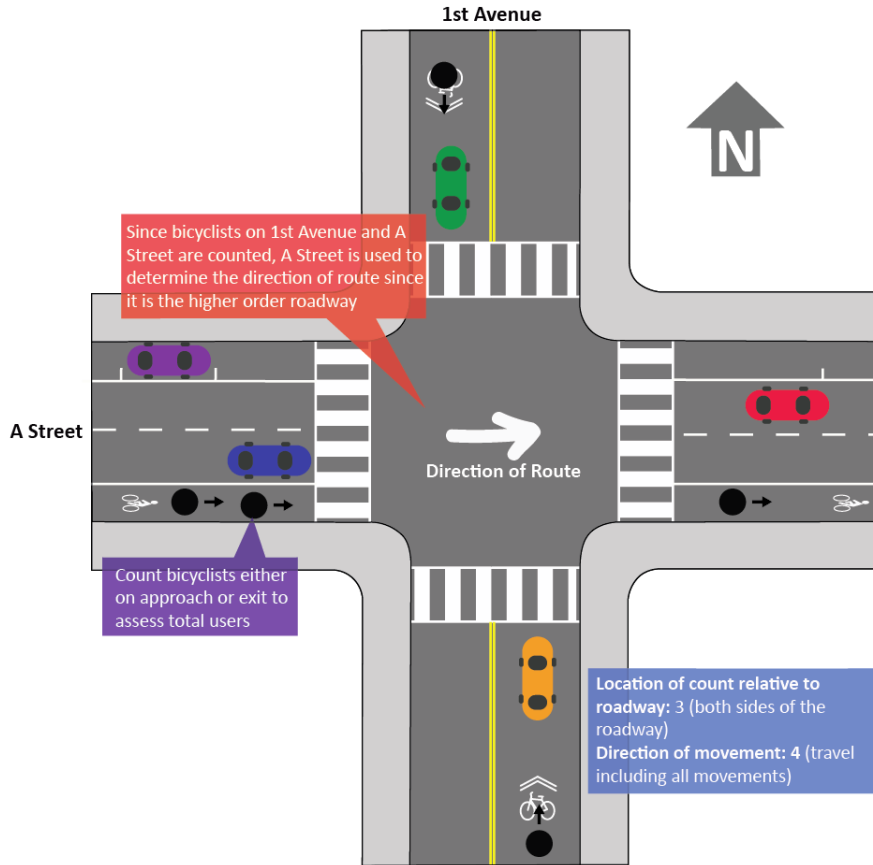 1st Avenue
N
Since bicyclists on 1st Avenue and A
Street are counted, A Street is used to
determine the direction of route since
it is the higher order roadway
A Street
Direction of Route
Count bicyclists either
on approach or exit to
assess total users
Location of count relative to
roadway: 3 (both sides of the
roadway)
Direction of movement: 4 (travel
including all movements)